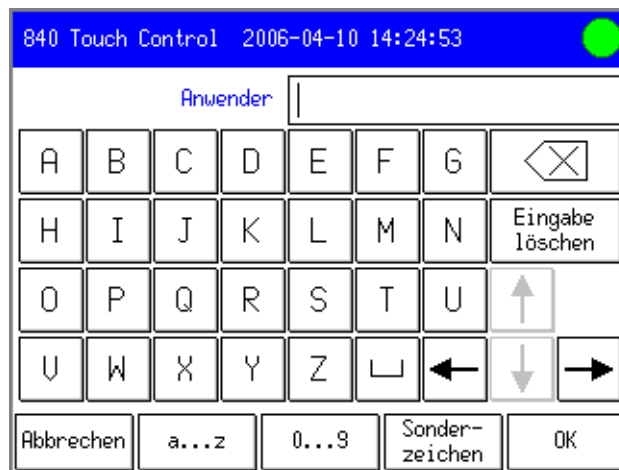 840 Touch Control 2006-04-10 14:24:53
Anwender
A B C D E F G
H I J K L M N Eingabe
löschen
O P Q R S T U
V W X Y Z
Abbrechen a...z 0...9 Sonder-
zeichen OK